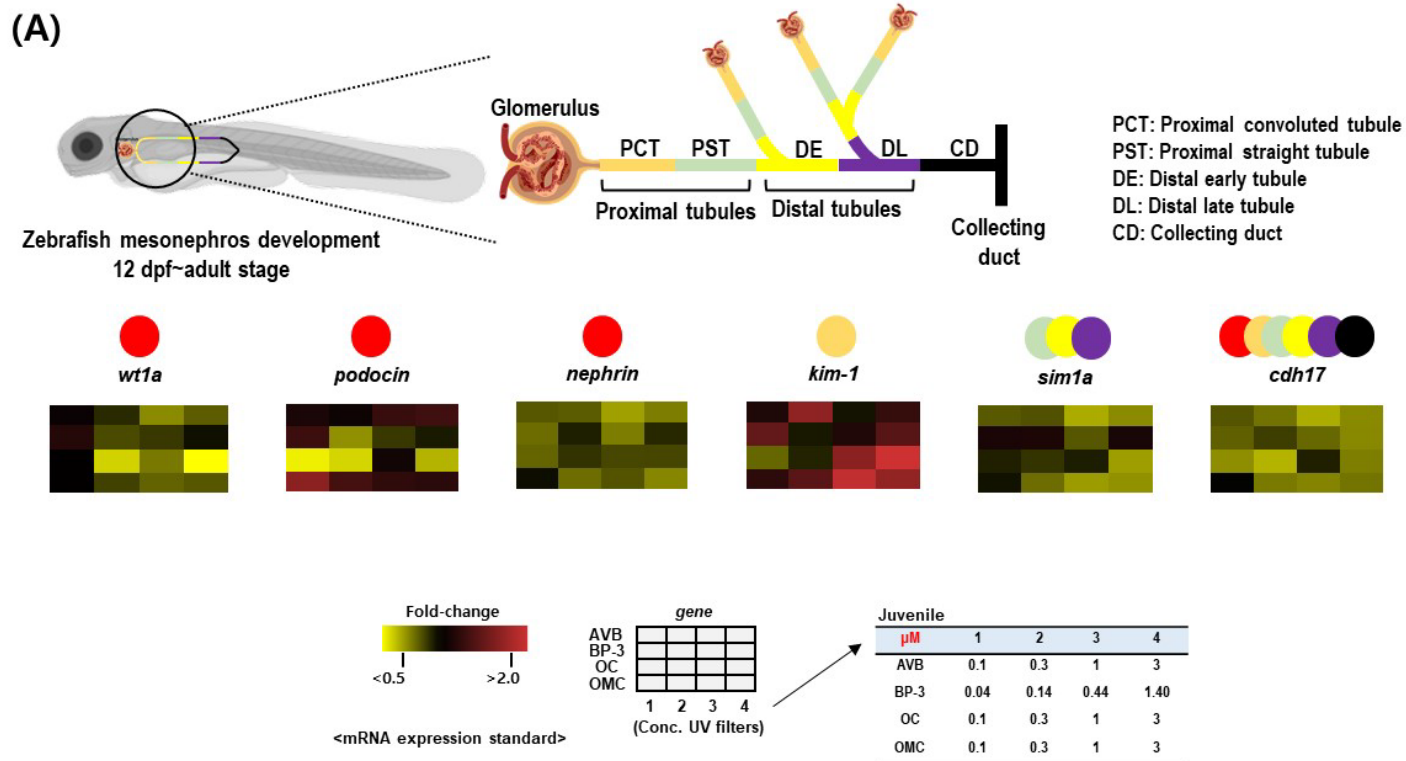 (A)
Glomerulus
PCT PST DE DL CD
Proximal tubules
Distal tubules
Collecting
duct
PCT: Proximal convoluted tubule
PST: Proximal straight tubule
DE: Distal early tubule
DL: Distal late tubule
CD: Collecting duct
Zebrafish mesonephros development
12 dpf~adult stage
wt1a podocin nephrin kim-1 sim1a cdh17
Fold-change
<0.5 >2.0
<mRNA expression standard>
gene
AVB
BP-3
OC
OMC
1 2 3 4
(Conc. UV filters)
Juvenile
µM 1 2 3 4
AVB 0.1 0.3 1 3
BP-3 0.04 0.14 0.44 1.40
OC 0.1 0.3 1 3
OMC 0.1 0.3 1 3